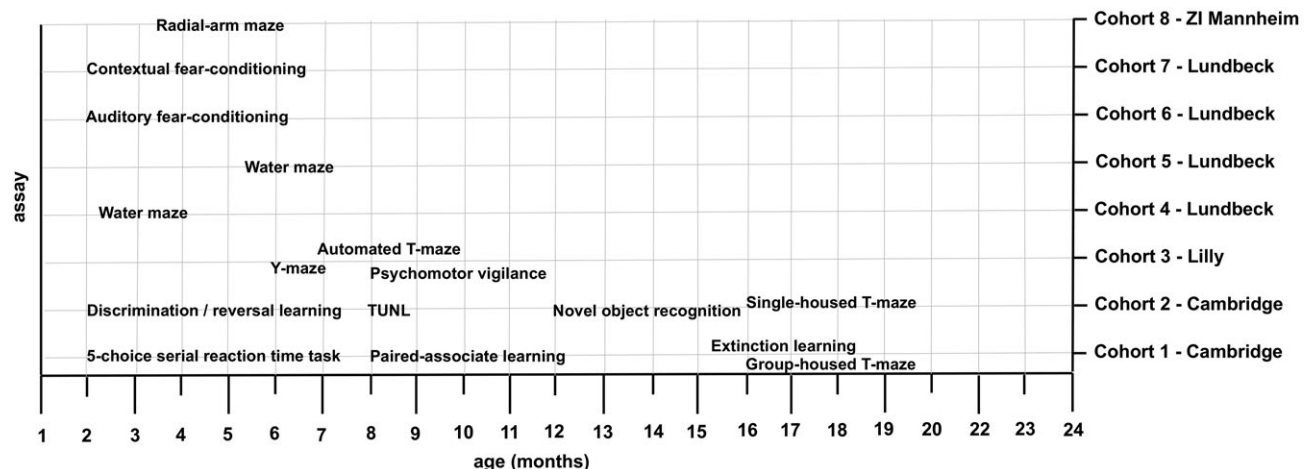 Radial-arm maze
Cohort 8 - ZI Mannheim
Contextual fear-conditioning
Cohort 7 - Lundbeck
Auditory fear-conditioning
Cohort 6 - Lundbeck
Water maze
Cohort 5 - Lundbeck
Water maze
Cohort 4 - Lundbeck
Automated T-maze
Cohort 3 - Lilly
Y-maze
Psychomotor vigilance
Single-housed T-maze
Cohort 2 - Cambridge
Discrimination / reversal learning
TUNL
Novel object recognition
Extinction learning
5-choice serial reaction time task
Paired-associate learning
Cohort 1 - Cambridge
Group-housed T-maze
assay
1 2 3 4 5 6 7 8 9 10 11 12 13 14 15 16 17 18 19 20 22 23 24
age (months)